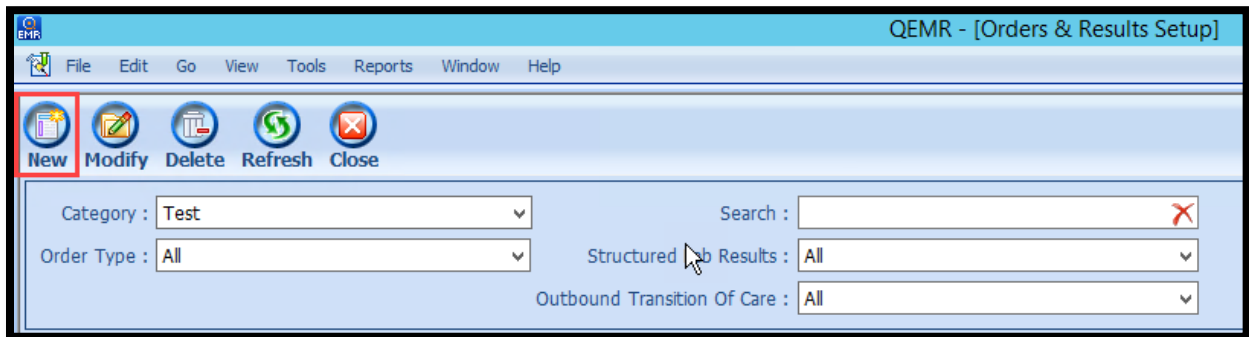 EMR
QEMR - [Orders & Results Setup]
File Edit Go View Tools Reports Window Help
New Modify Delete Refresh Close
Category : Test Search :
Order Type : All Structured b Results : All
Outbound Transition Of Care : All